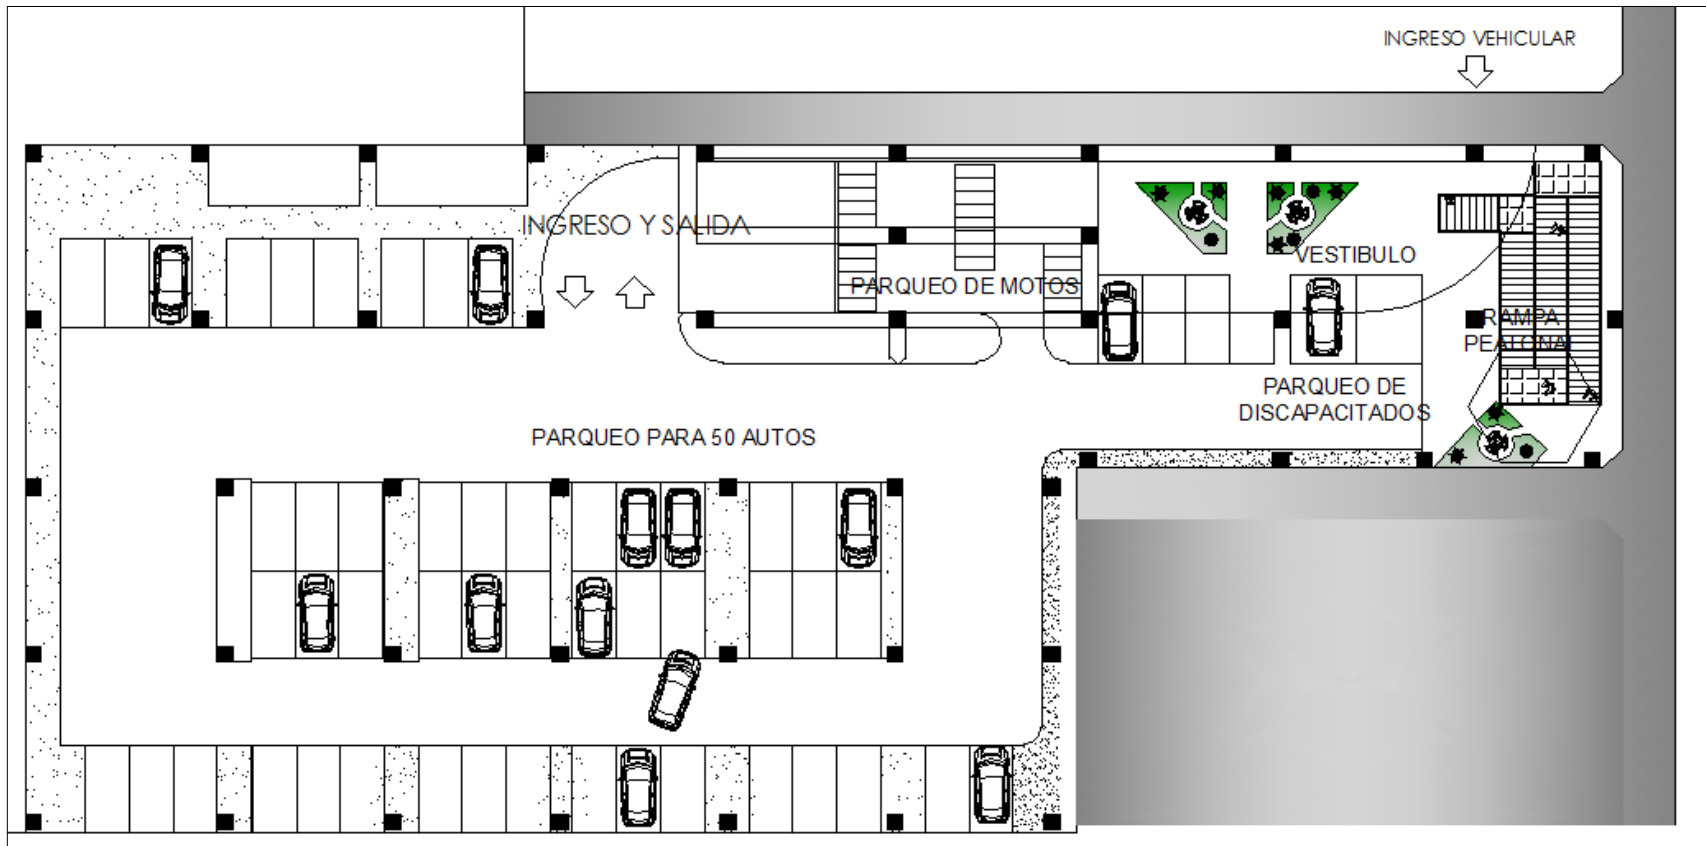 INGRESO VEHICULAR
INGRESO Y SALIDA
VESTIBULO
PARQUEO DE MOTOS
RAMPA
PEATONAL
PARQUEO DE
DISCAPACITADOS
PARQUEO PARA 50 AUTOS